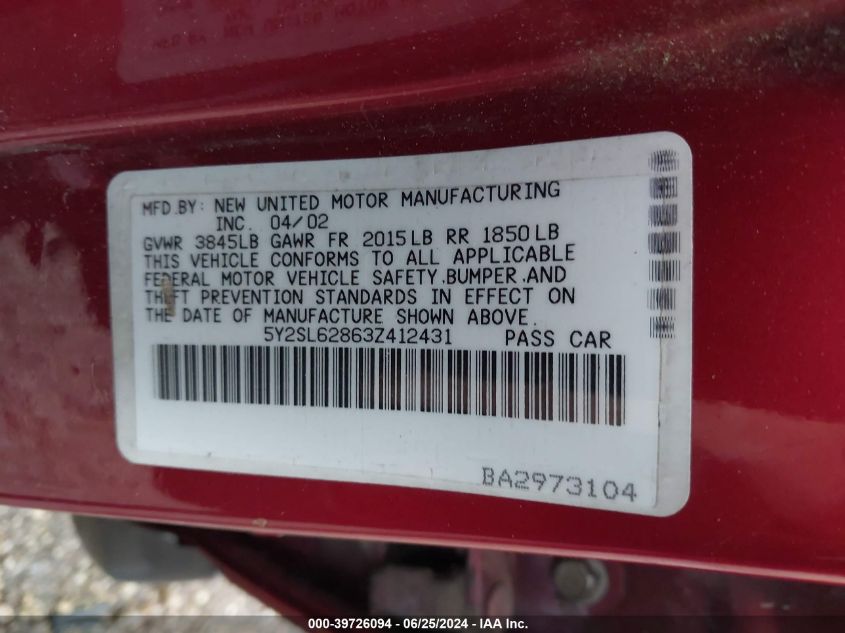 MFD.BY: NEW UNITED MOTOR MANUFACTURING
INC. 04/02
GVWR 3845LB GAWR FR 2015LB RR 1850LB
THIS VEHICLE CONFORMS TO ALL APPLICABLE
FEDERAL MOTOR VEHICLE SAFETY,BUMPER,AND
THEFT PREVENTION STANDARDS IN EFFECT ON
THE DATE OF MANUFACTURE SHOWN ABOVE.
5Y2SL62863Z412431 PASS CAR
BA2973104
000-39726094 - 06/25/2024 - IAA Inc.